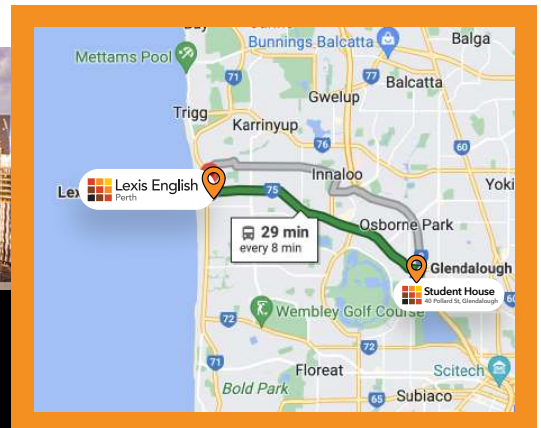 Bunnings Balcatta
Balga
Mettams Pool
71
77
Balcatta
Gwelup
Trigg
Karrinyup
76
60
Innaloo
Lexis English
Perth
75
Yoki
29 min
every 8 min
Osborne Park
Glendalough
Student House
40 Pollard St, Glendalough
Wembley Golf Course
72
72
71
Floreat
Scitech
Bold Park
65
Subiaco